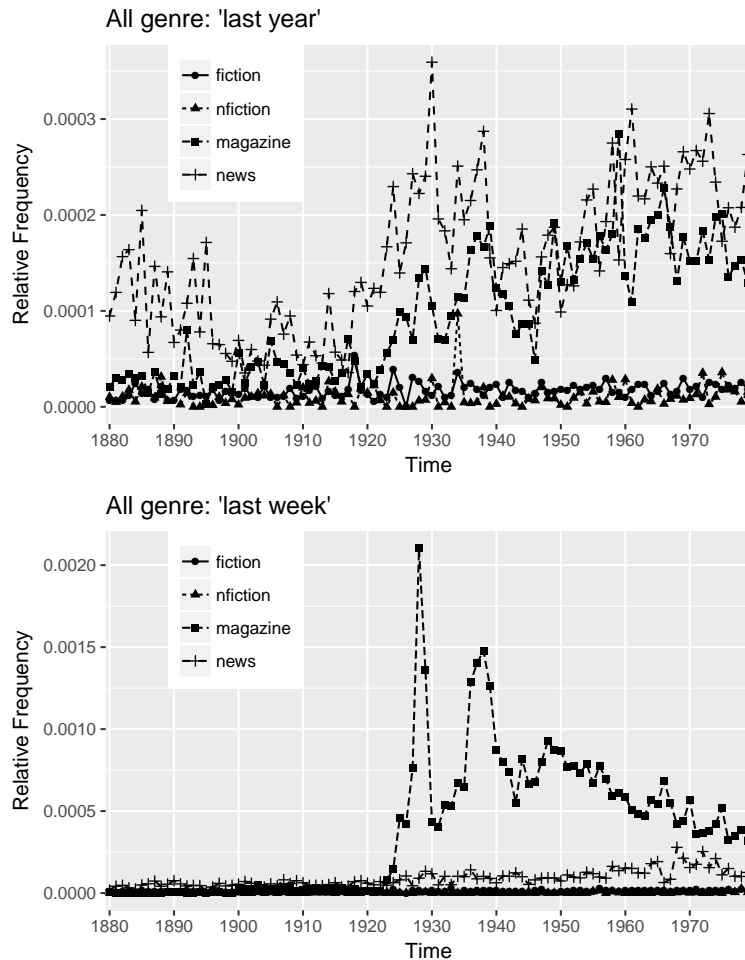 All genre: 'last year'
fiction
nfiction
magazine
news
0.0003
0.0002
0.0001
0.0000
Relative Frequency
1880 1890 1900 1910 1920 1930 1940 1950 1960 1970
Time
All genre: 'last week'
fiction
nfiction
magazine
news
0.0020
0.0015
0.0010
0.0005
0.0000
Relative Frequency
1880 1890 1900 1910 1920 1930 1940 1950 1960 1970
Time